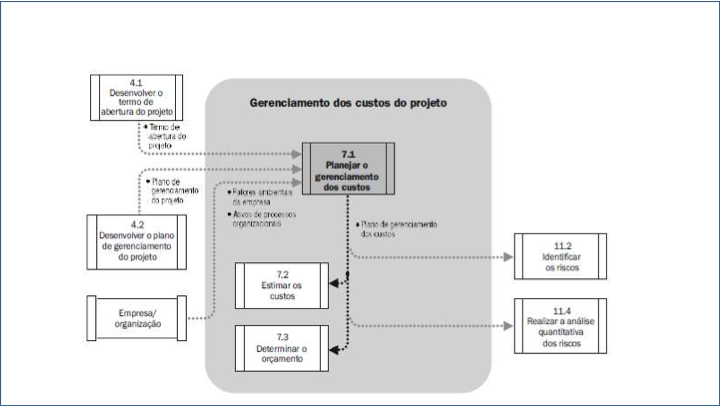 Gerenciamento dos custos do projeto
4.1
Desenvolver o
termo de
abertura do projeto
• Termo de
abertura do
projeto
7.1
Planejar o
gerenciamento
dos custos
• Plano de
gerenciamento
do projeto
• Fatores ambientais
da empresa
• Ativos de processos
organizacionais
4.2
Desenvolver o plano
de gerenciamento
do projeto
• Plano de gerenciamento
dos custos
11.2
Identificar
os riscos
7.2
Estimar os
custos
Empresa/
organização
11.4
Realizar a análise
quantitativa
dos riscos
7.3
Determinar o
orçamento